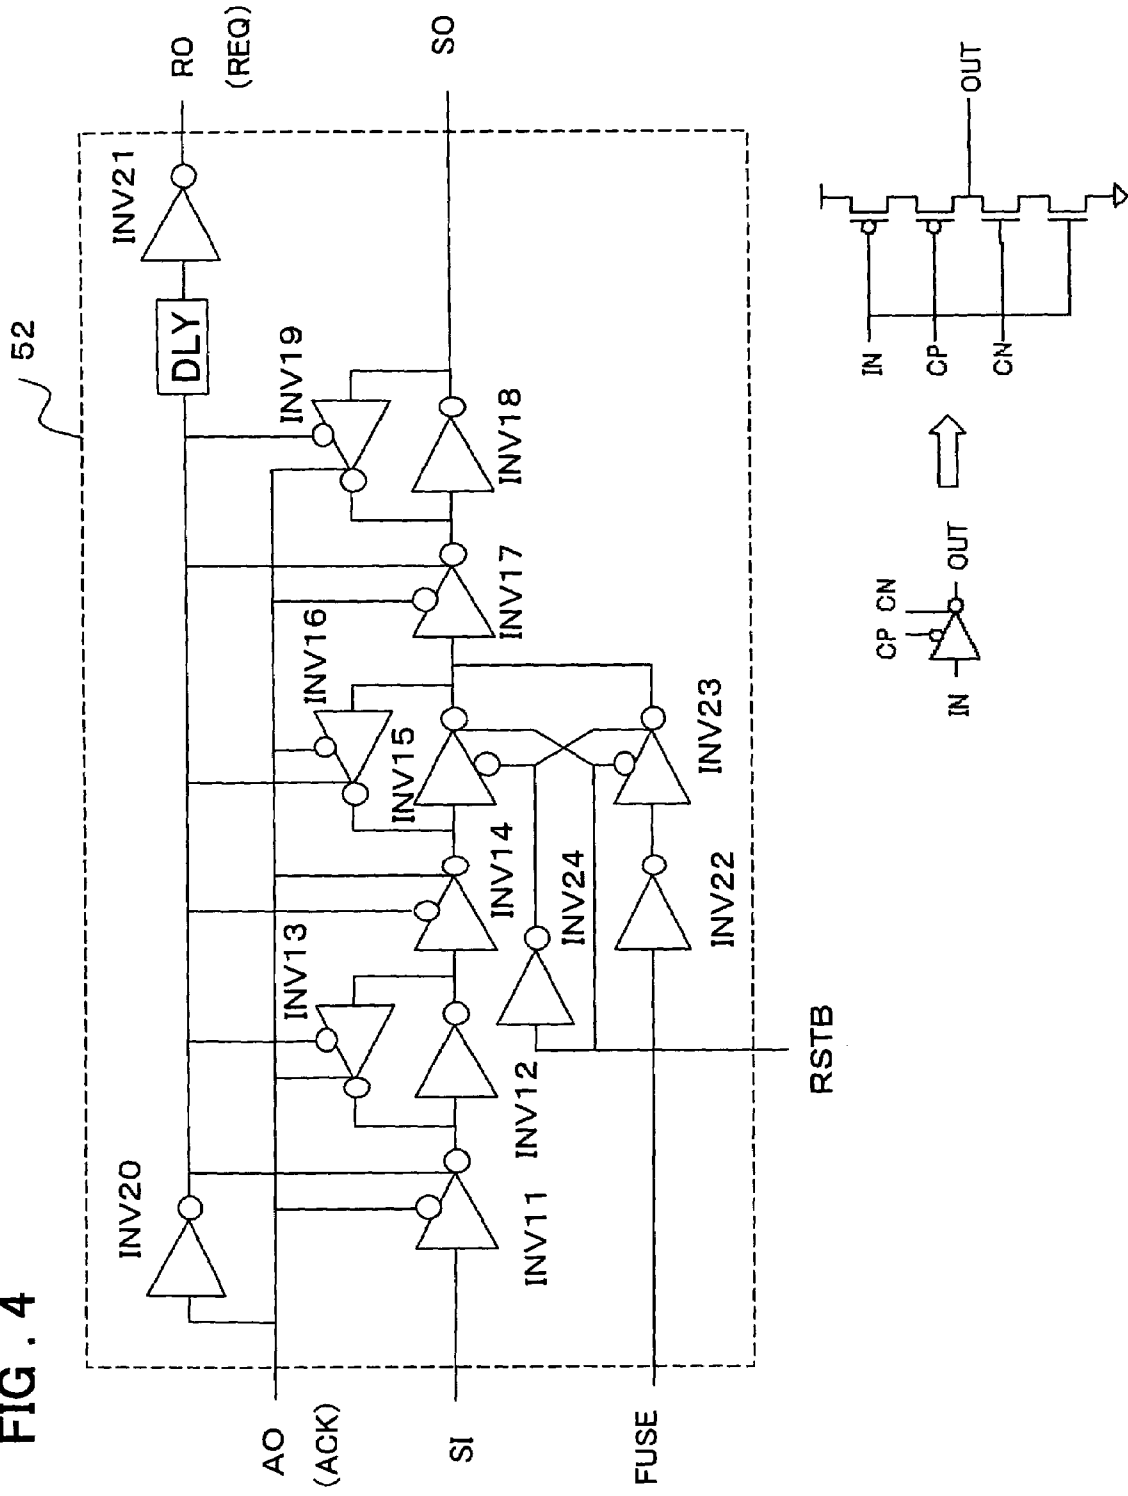 FIG. 4
52
INV20
DLY
INV21
RO
(REQ)
AO
(ACK)
INV13
INV16
INV19
SI
INV11
INV12
INV14
INV15
INV17
INV18
SO
INV24
FUSE
INV22
INV23
RSTB
IN
CP
CN
OUT
IN
CP
CN
OUT